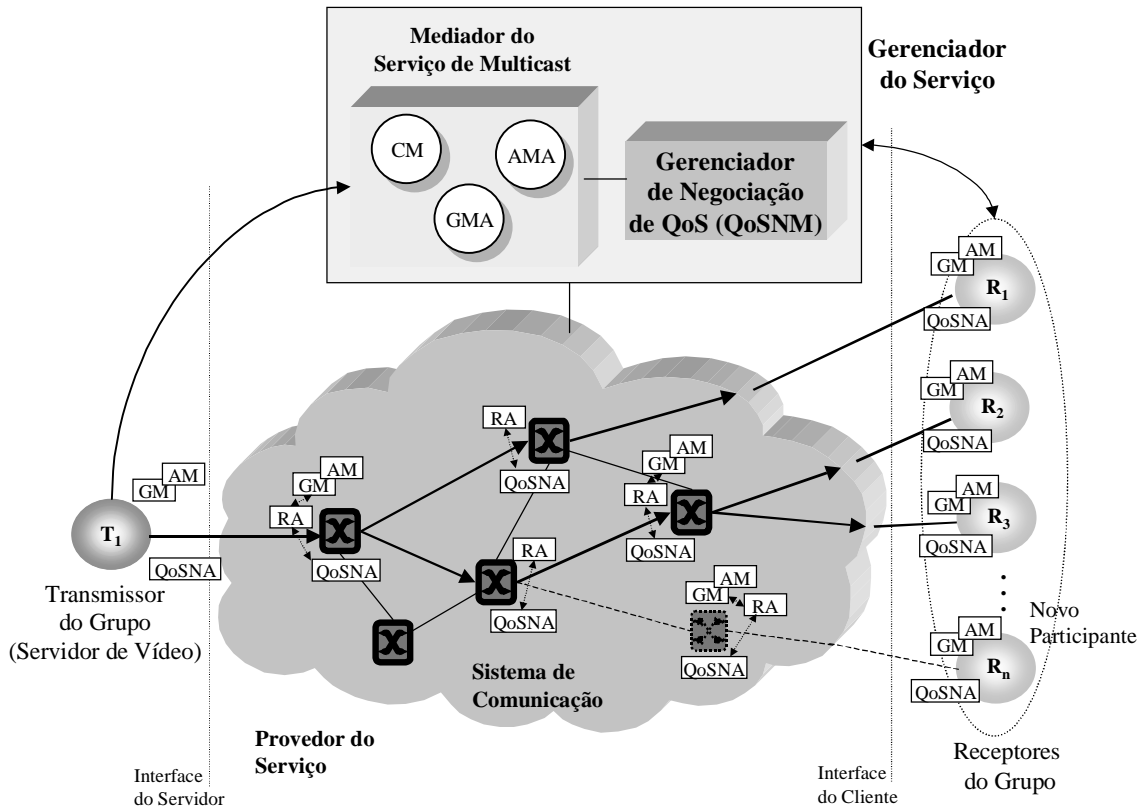 Mediador do
Serviço de Multicast
Gerenciador
do Serviço
CM
AMA
GMA
Gerenciador
de Negociação
de QoS (QoSNM)
AM
GM
R1
QoSNA
AM
GM
R2
QoSNA
AM
GM
R3
QoSNA
Novo
Participante
AM
GM
Rn
QoSNA
Receptores
do Grupo
AM
GM
T1
QoSNA
Transmissor
do Grupo
(Servidor de Vídeo)
AM
GM
RA
QoSNA
RA
QoSNA
AM
GM
RA
QoSNA
RA
QoSNA
AM
GM
RA
QoSNA
Sistema de
Comunicação
Provedor do
Serviço
Interface
do Servidor
Interface
do Cliente